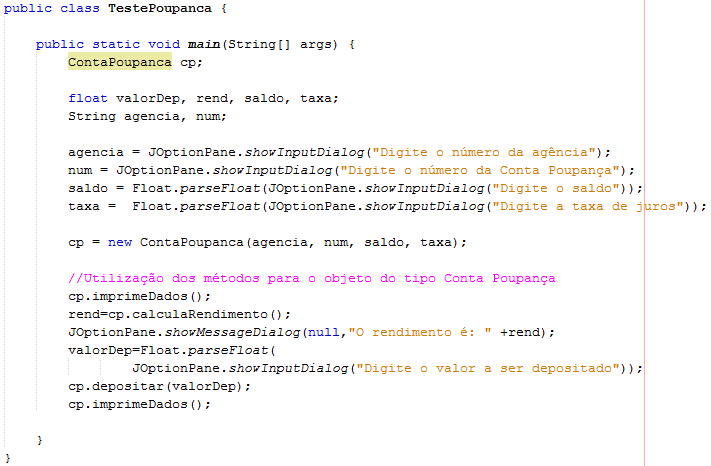 public class TestePoupanca {
public static void main(String[] args) {
ContaPoupanca cp;
float valorDep, rend, saldo, taxa;
String agencia, num;
agencia = JOptionPane.showInputDialog("Digite o número da agência");
num = JOptionPane.showInputDialog("Digite o número da Conta Poupança");
saldo = Float.parseFloat(JOptionPane.showInputDialog("Digite o saldo"));
taxa =  Float.parseFloat(JOptionPane.showInputDialog("Digite a taxa de juros"));
cp = new ContaPoupanca(agencia, num, saldo, taxa);
//Utilização dos métodos para o objeto do tipo Conta Poupança
cp.imprimeDados();
rend=cp.calculaRendimento();
JOptionPane.showMessageDialog(null,"O rendimento é: " +rend);
valorDep=Float.parseFloat(
JOptionPane.showInputDialog("Digite o valor a ser depositado"));
cp.depositar(valorDep);
cp.imprimeDados();
}
}